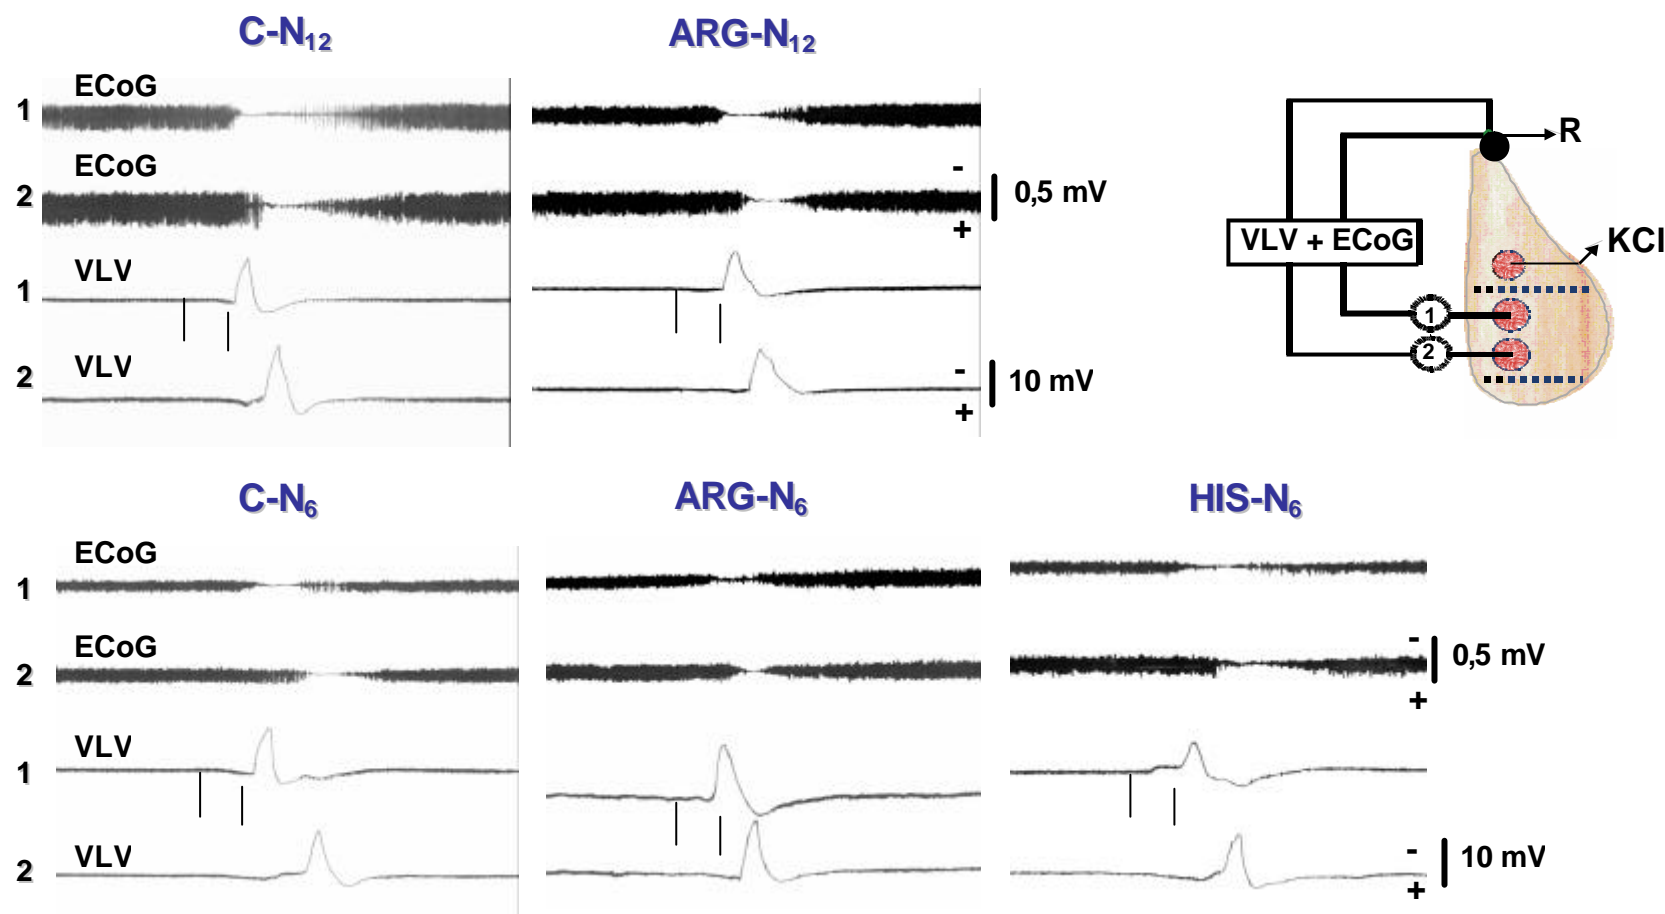 C-N12
ARG-N12
ECoG
1
ECoG
2
-
+
0,5 mV
VLV
1
VLV
2
-
+
10 mV
R
KCl
VLV + ECoG
1
2
C-N6
ARG-N6
HIS-N6
ECoG
1
ECoG
2
-
+
0,5 mV
VLV
1
VLV
2
-
+
10 mV